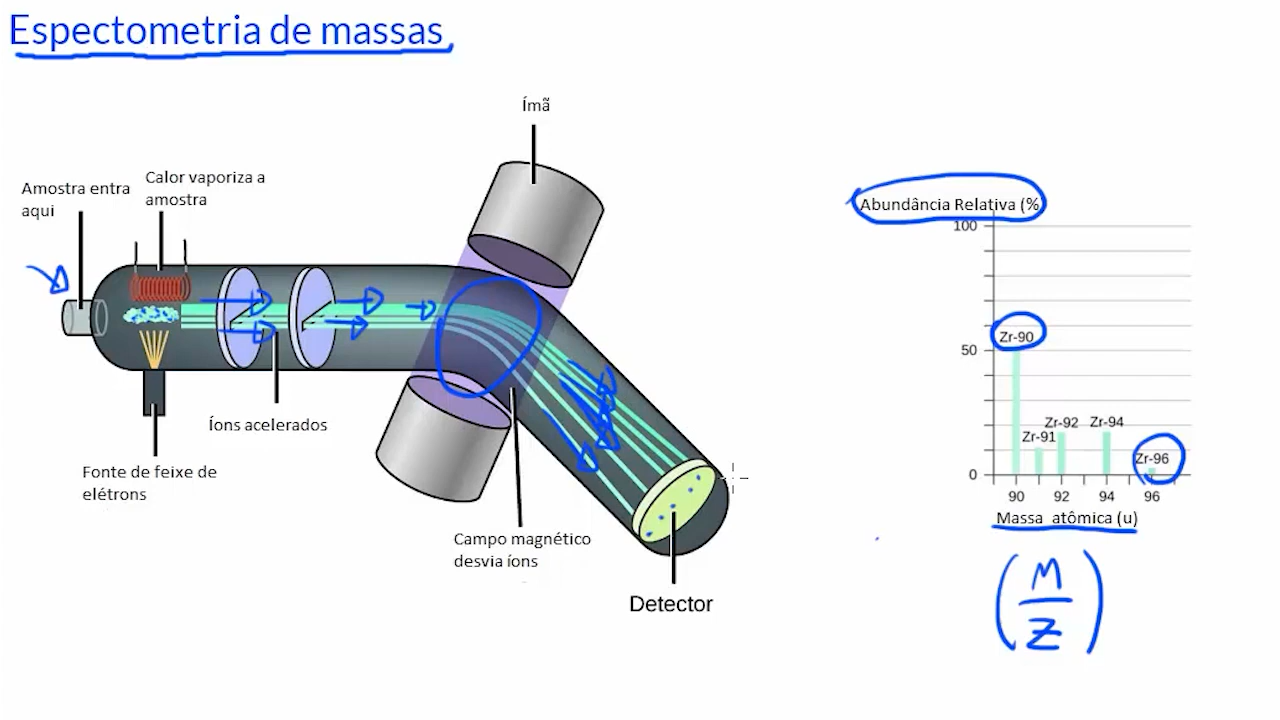 Espectometria de massas
Ímã
Amostra entra
aqui
Calor vaporiza a
amostra
Íons acelerados
Fonte de feixe de
elétrons
Campo magnético
desvia íons
Detector
Abundância Relativa (%
100
50
0
Zr-90
Zr-91
Zr-92
Zr-94
Zr-96
90 92 94 96
Massa atômica (u)
(M
Z)